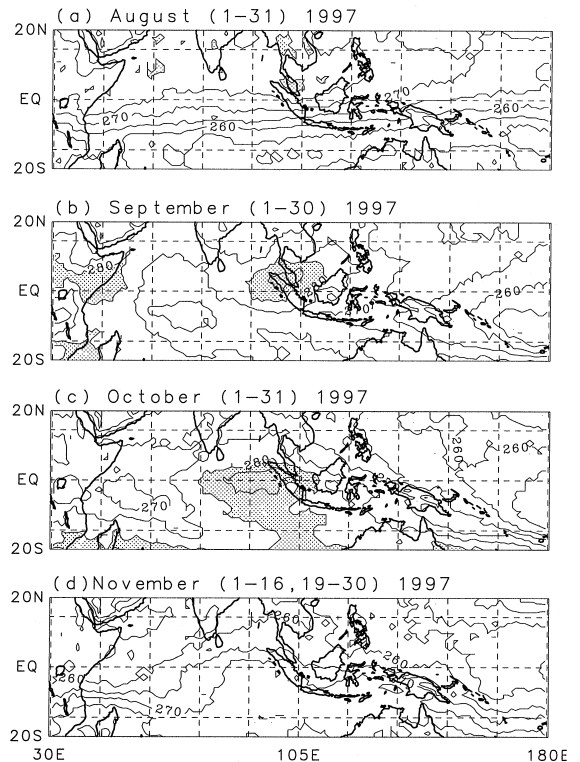 (a) August (1-31) 1997
20N
EQ
20S
270
270
260
260
(b) September (1-30) 1997
20N
EQ
20S
280
260
(c) October (1-31) 1997
20N
EQ
20S
280
260
260
270
(d)November (1-16,19-30) 1997
20N
EQ
20S
260
260
270
30E
105E
180E